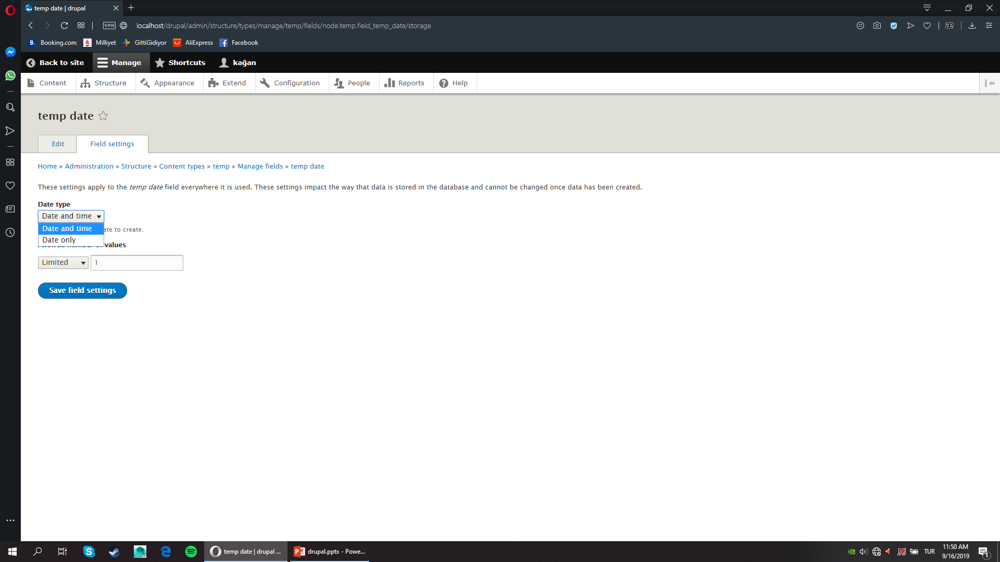 temp date | drupal
VPN
localhost/drupal/admin/structure/types/manage/temp/fields/node.temp.field_temp_date/storage
B. Booking.com Milliyet GittiGidiyor AliExpress Facebook
Back to site Manage Shortcuts kağan
Content Structure Appearance Extend Configuration People Reports Help
temp date
Edit Field settings
Home » Administration » Structure » Content types » temp » Manage fields » temp date
These settings apply to the temp date field everywhere it is used. These settings impact the way that data is stored in the database and cannot be changed once data has been created.
Date type
Date and time
Date and time
ate to create.
Date only
values
Limited 1
Save field settings
temp date | drupal ...
drupal.pptx - Powe...
TUR
11:50 AM
9/16/2019
1